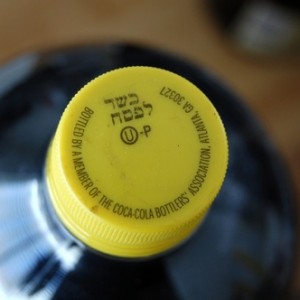 כשר
לפסח
Ⓤ-P
BOTTLED BY A MEMBER OF THE COCA-COLA BOTTLERS' ASSOCIATION, ATLANTA, GA 30327